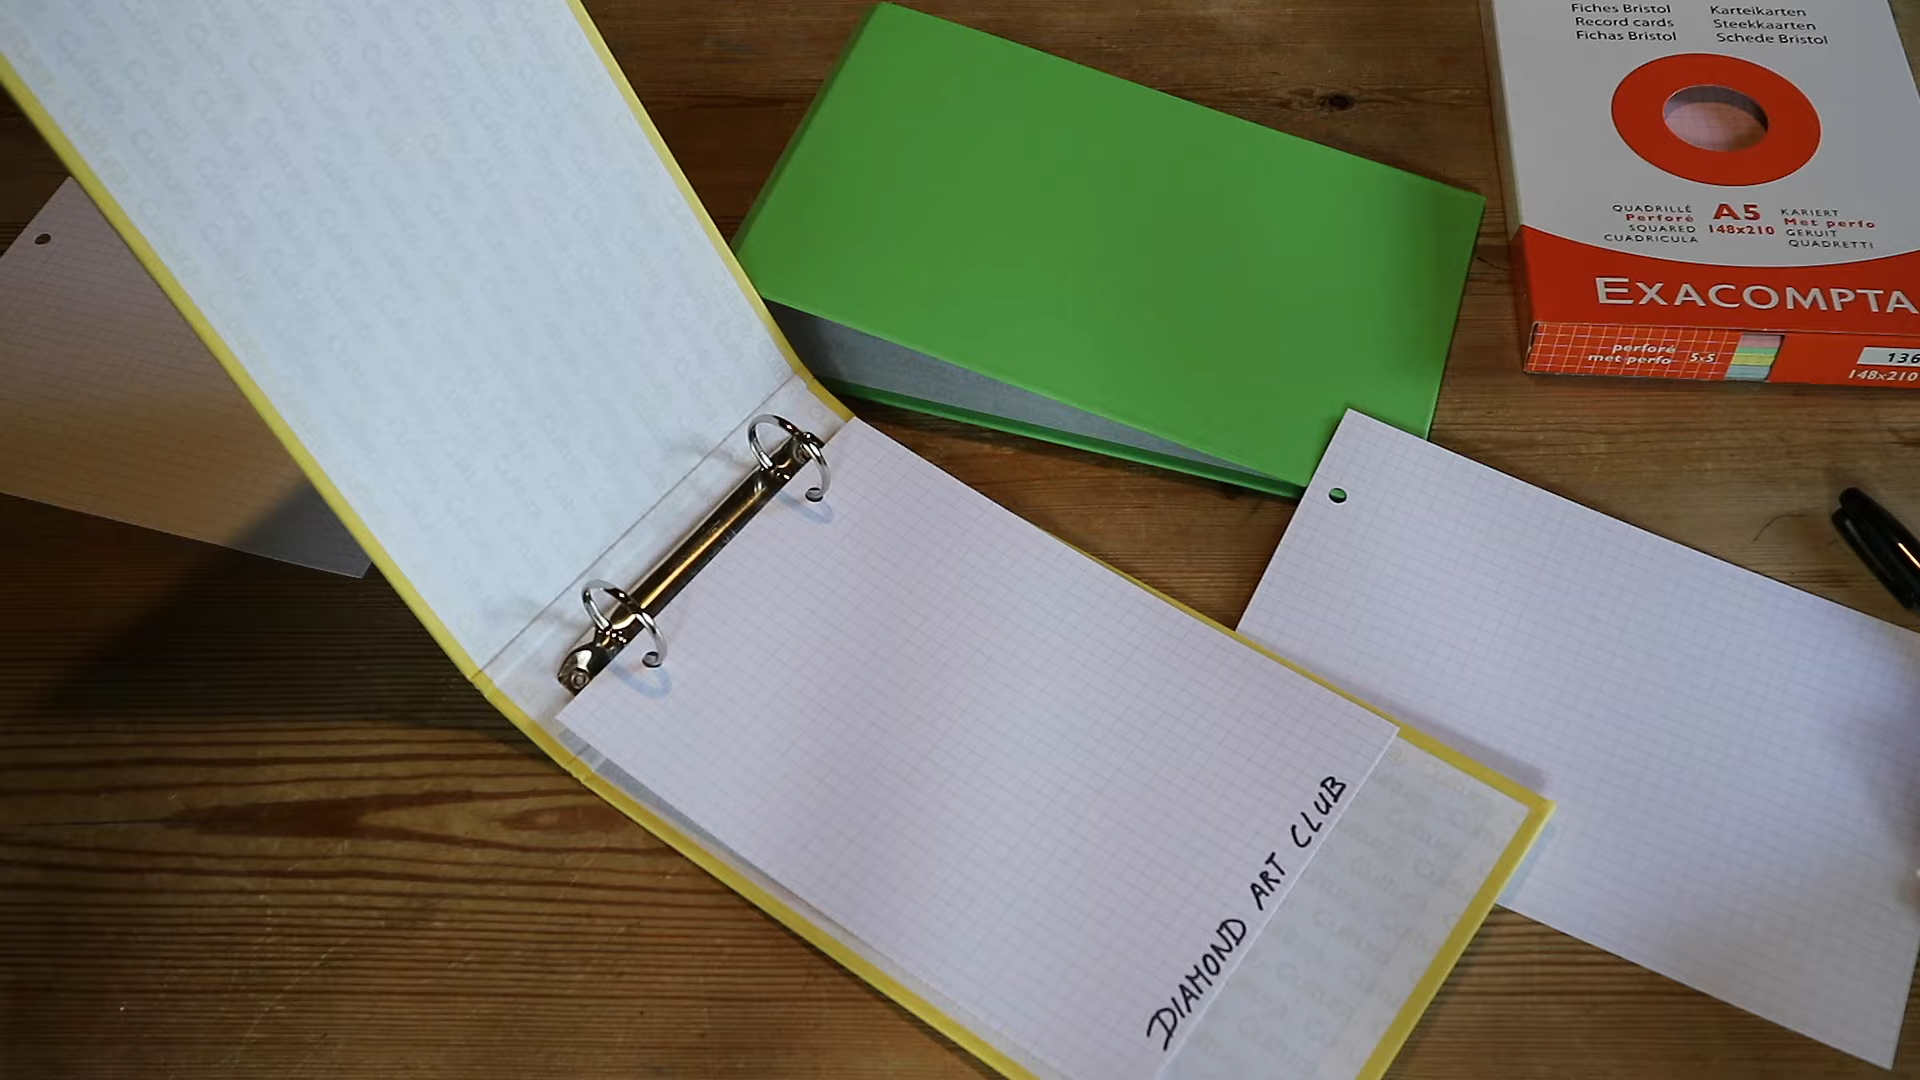 Fiches Bristol
Record cards
Fichas Bristol
Karteikarten
Steekkaarten
Schede Bristol
QUADRILLÉ
Perforé
SQUARED
CUADRICULA
A5
148x210
KARIERT
Met perfo
GERUIT
QUADRETTI
EXACOMPTA
perforé
met perfo
5x5
136
148x210
DIAMOND ART CLUB